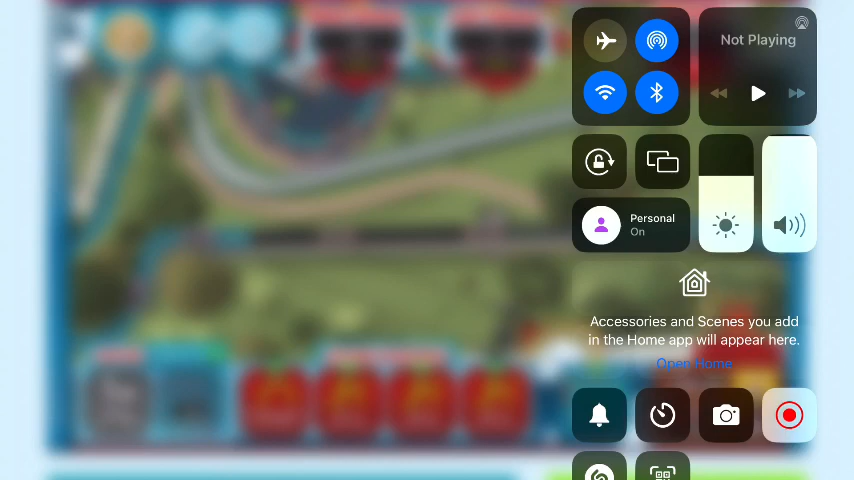 Not Playing
Personal
On
Accessories and Scenes you add
in the Home app will appear here.
Open Home